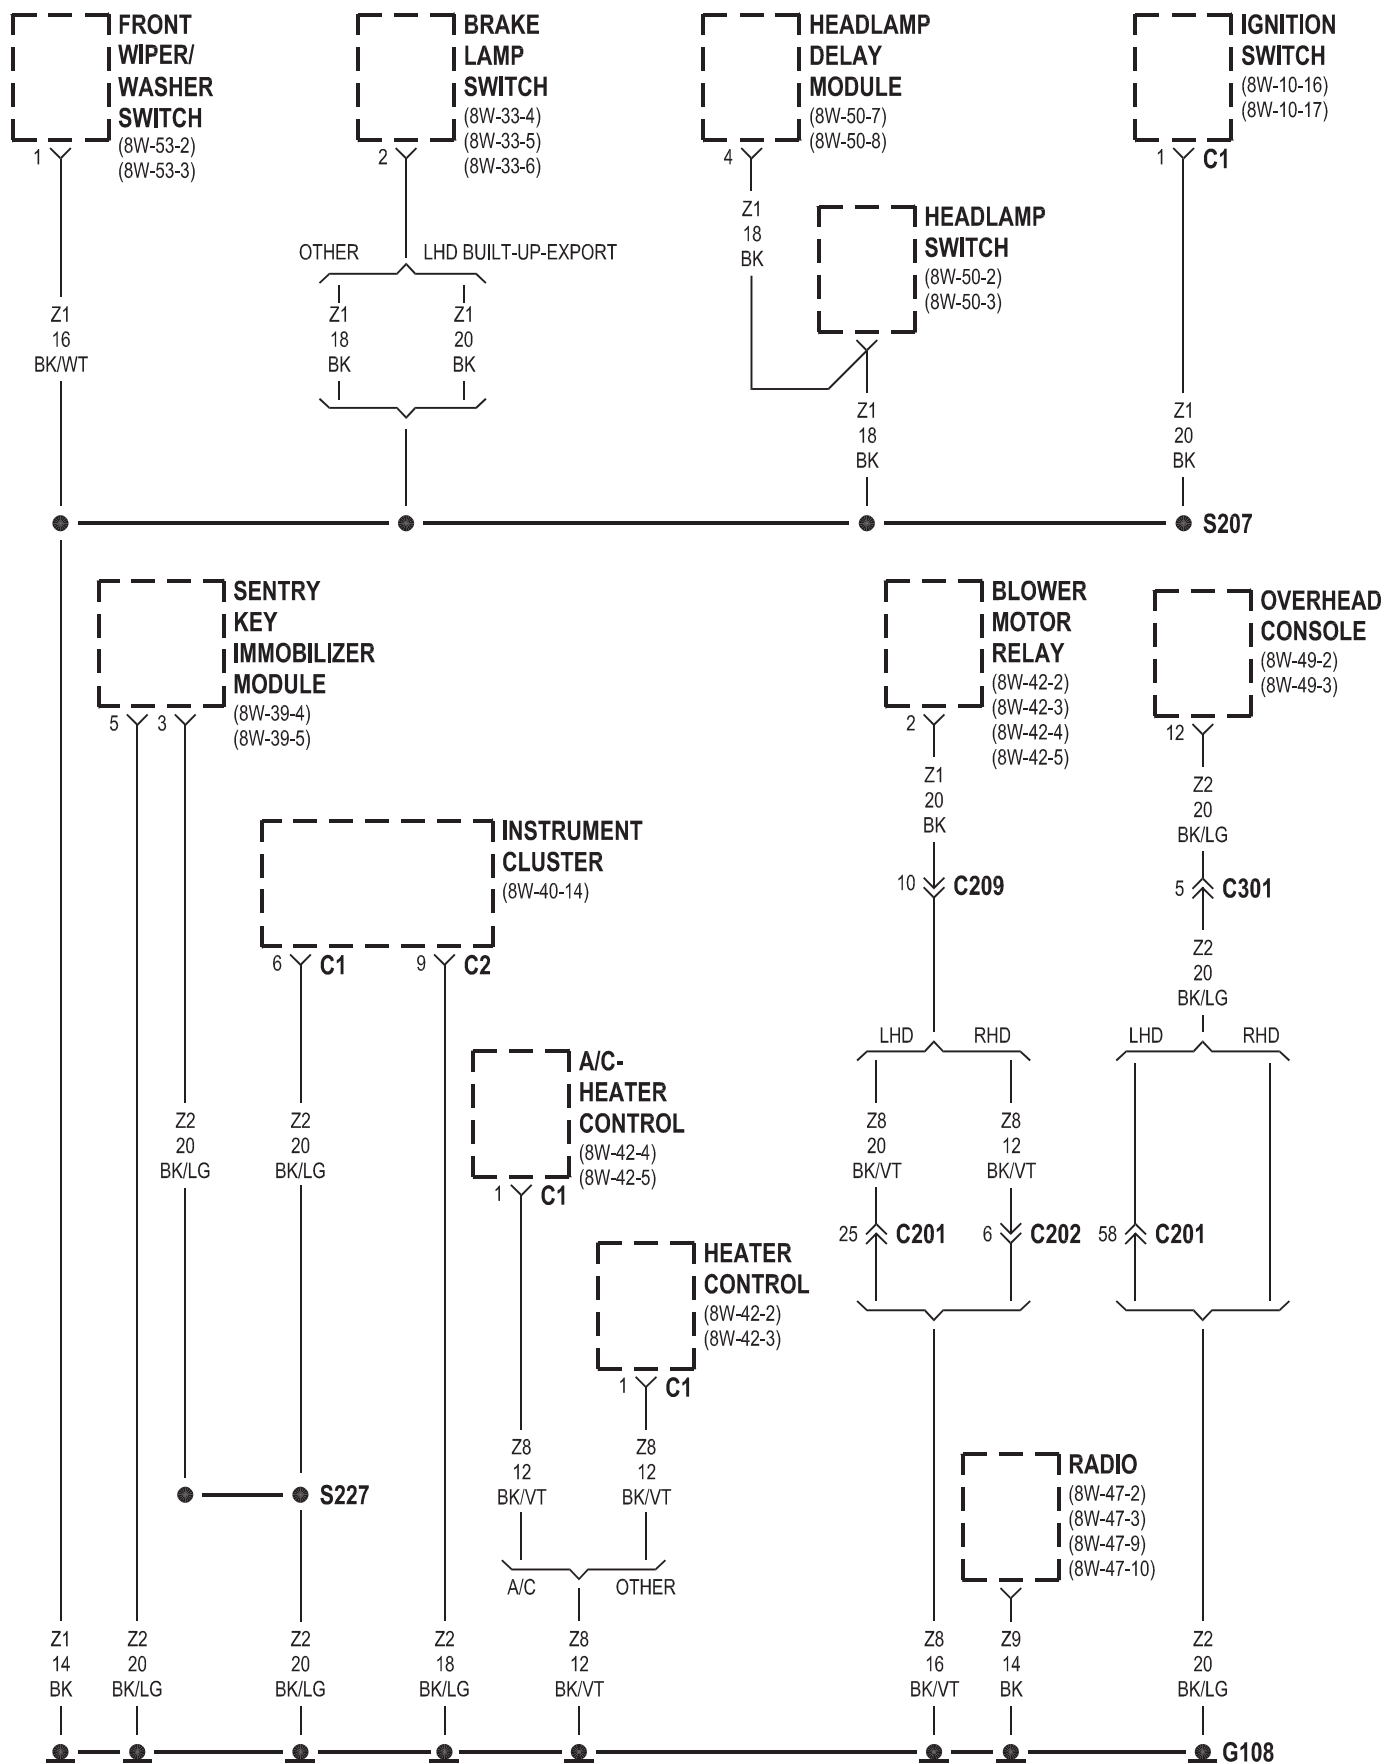 FRONT
WIPER/
WASHER
SWITCH
(8W-53-2)
(8W-53-3)
1
BRAKE
LAMP
SWITCH
(8W-33-4)
(8W-33-5)
(8W-33-6)
2
HEADLAMP
DELAY
MODULE
(8W-50-7)
(8W-50-8)
4
IGNITION
SWITCH
(8W-10-16)
(8W-10-17)
1
C1
Z1
18
BK
HEADLAMP
SWITCH
(8W-50-2)
(8W-50-3)
OTHER
LHD BUILT-UP-EXPORT
Z1
16
BK/WT
Z1
18
BK
Z1
20
BK
Z1
18
BK
Z1
20
BK
S207
SENTRY
KEY
IMMOBILIZER
MODULE
(8W-39-4)
(8W-39-5)
5
3
BLOWER
MOTOR
RELAY
(8W-42-2)
(8W-42-3)
(8W-42-4)
(8W-42-5)
2
OVERHEAD
CONSOLE
(8W-49-2)
(8W-49-3)
12
Z1
20
BK
Z2
20
BK/LG
INSTRUMENT
CLUSTER
(8W-40-14)
6
C1
9
C2
10
C209
5
C301
Z2
20
BK/LG
LHD
RHD
LHD
RHD
A/C-
HEATER
CONTROL
(8W-42-4)
(8W-42-5)
1
C1
Z2
20
BK/LG
Z2
20
BK/LG
Z8
20
BK/VT
Z8
12
BK/VT
25
C201
6
C202
58
C201
HEATER
CONTROL
(8W-42-2)
(8W-42-3)
1
C1
Z8
12
BK/VT
Z8
12
BK/VT
RADIO
(8W-47-2)
(8W-47-3)
(8W-47-9)
(8W-47-10)
S227
A/C
OTHER
Z1
14
BK
Z2
20
BK/LG
Z2
20
BK/LG
Z2
18
BK/LG
Z8
12
BK/VT
Z8
16
BK/VT
Z9
14
BK
Z2
20
BK/LG
G108